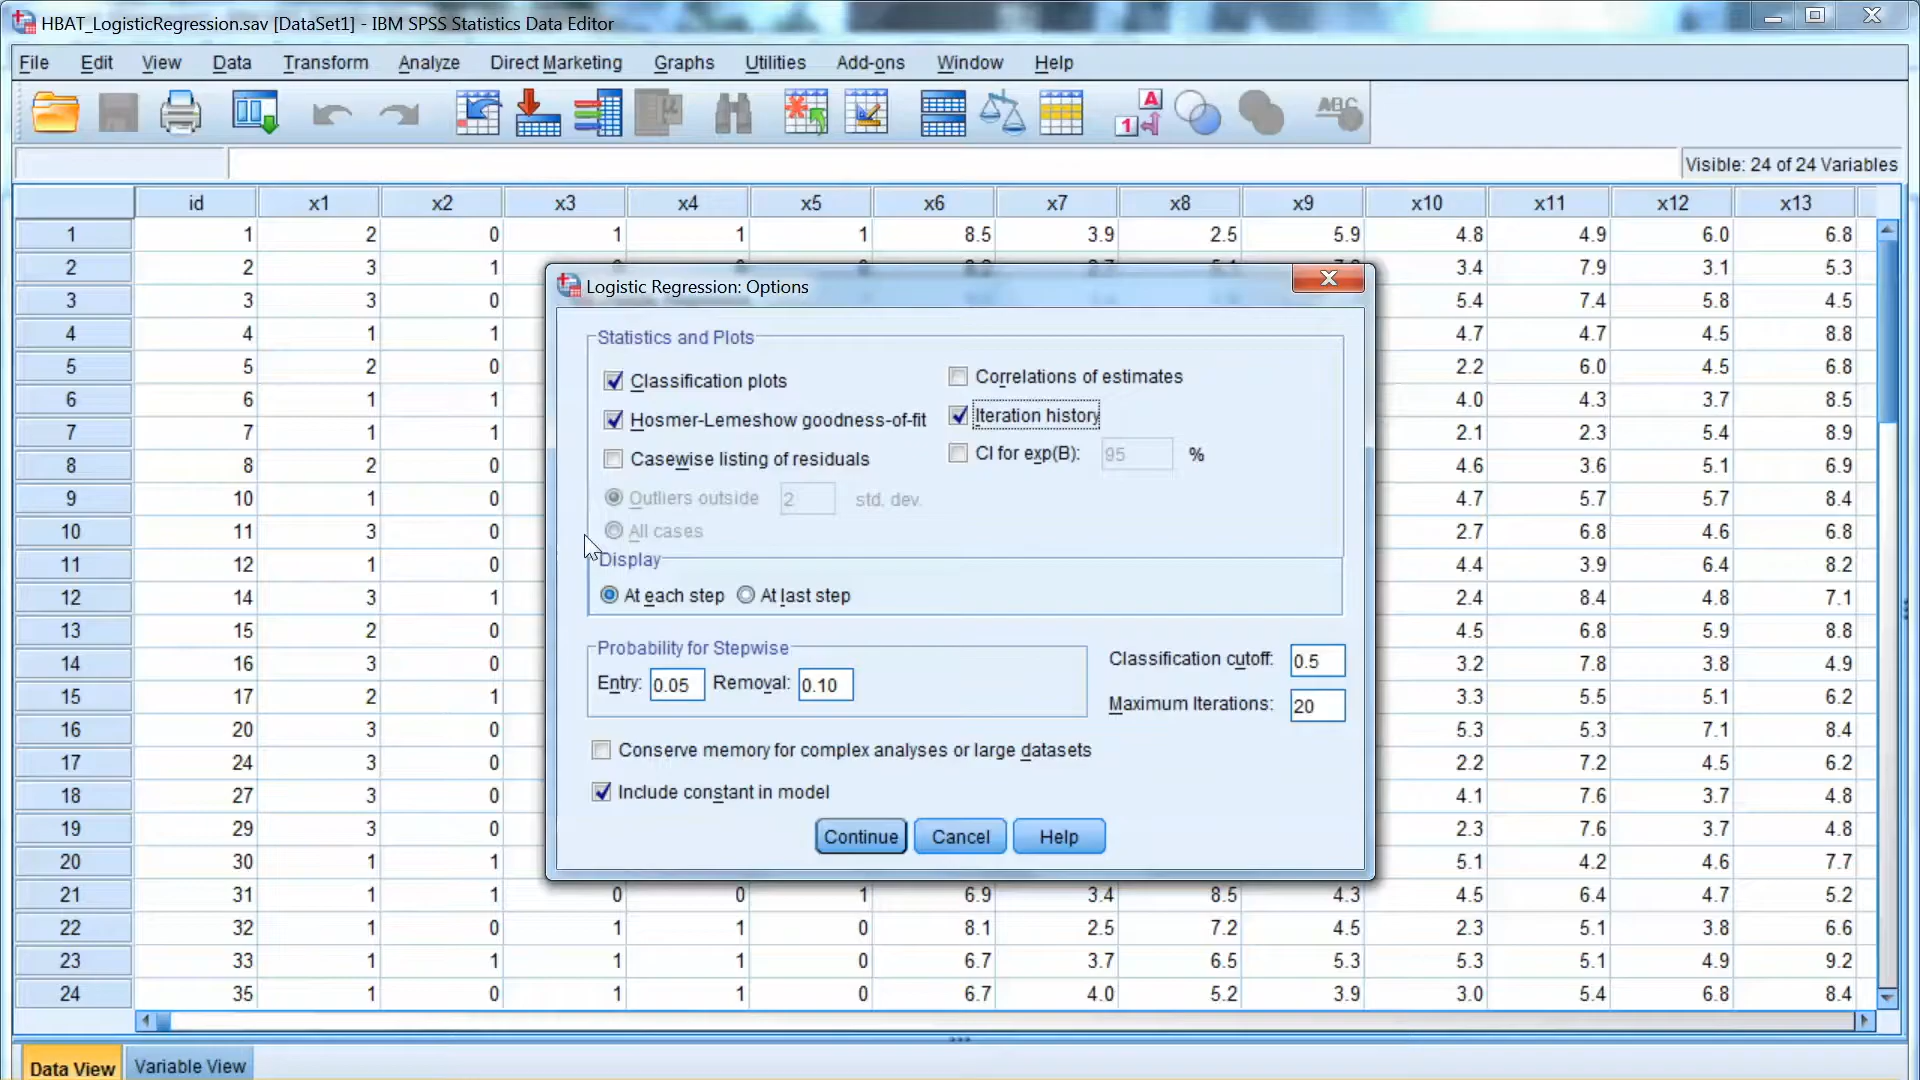 HBAT_LogisticRegression.sav [DataSet1] - IBM SPSS Statistics Data Editor
File Edit View Data Transform Analyze Direct Marketing Graphs Utilities Add-ons Window Help
A
1
ABC
Visible: 24 of 24 Variables
id x1 x2 x3 x4 x5 x6 x7 x8 x9 x10 x11 x12 x13
1 1 2 0 1 1 1 8.5 3.9 2.5 5.9 4.8 4.9 6.0 6.8
2 2 3 1 3.4 7.9 3.1 5.3
3 3 3 0 5.4 7.4 5.8 4.5
4 4 1 1 4.7 4.7 4.5 8.8
5 5 2 0 2.2 6.0 4.5 6.8
6 6 1 1 4.0 4.3 3.7 8.5
7 7 1 1 2.1 2.3 5.4 8.9
8 8 2 0 4.6 3.6 5.1 6.9
9 10 1 0 4.7 5.7 5.7 8.4
10 11 3 0 2.7 6.8 4.6 6.8
11 12 1 0 4.4 3.9 6.4 8.2
12 14 3 1 2.4 8.4 4.8 7.1
13 15 2 0 4.5 6.8 5.9 8.8
14 16 3 0 3.2 7.8 3.8 4.9
15 17 2 1 3.3 5.5 5.1 6.2
16 20 3 0 5.3 5.3 7.1 8.4
17 24 3 0 2.2 7.2 4.5 6.2
18 27 3 0 4.1 7.6 3.7 4.8
19 29 3 0 2.3 7.6 3.7 4.8
20 30 1 1 5.1 4.2 4.6 7.7
21 31 1 1 0 0 1 6.9 3.4 8.5 4.3 4.5 6.4 4.7 5.2
22 32 1 0 1 1 0 8.1 2.5 7.2 4.5 2.3 5.1 3.8 6.6
23 33 1 1 1 1 0 6.7 3.7 6.5 5.3 5.3 5.1 4.9 9.2
24 35 1 0 1 1 0 6.7 4.0 5.2 3.9 3.0 5.4 6.8 8.4
Logistic Regression: Options
Statistics and Plots
Classification plots
Correlations of estimates
Hosmer-Lemeshow goodness-of-fit
Iteration history
Casewise listing of residuals
CI for exp(B): 95 %
Outliers outside 2 std. dev.
All cases
Display
At each step At last step
Probability for Stepwise
Entry: 0.05 Removal: 0.10
Classification cutoff: 0.5
Maximum Iterations: 20
Conserve memory for complex analyses or large datasets
Include constant in model
Continue Cancel Help
Data View Variable View